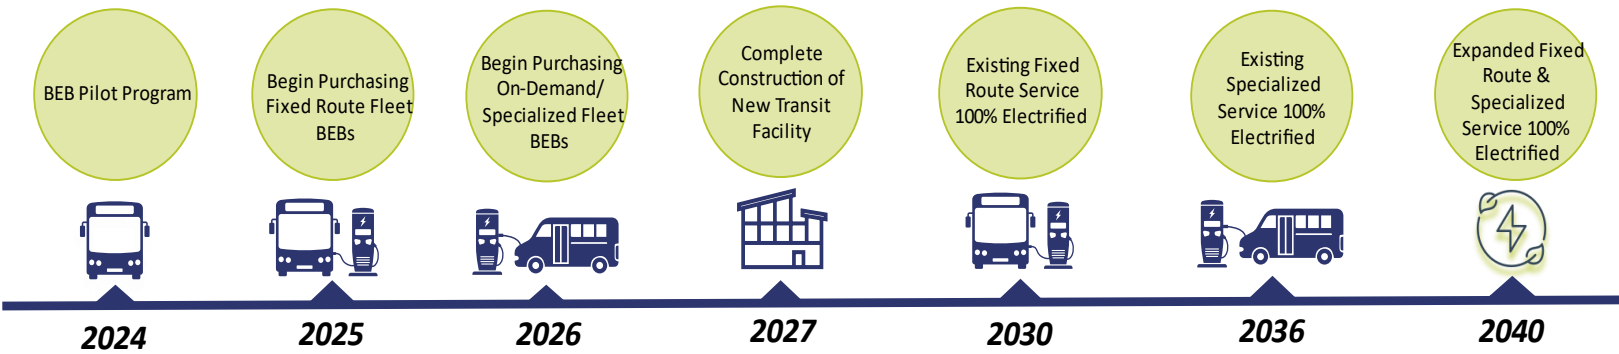 BEB Pilot Program
Begin Purchasing
Fixed Route Fleet
BEBs
Begin Purchasing
On-Demand/
Specialized Fleet
BEBs
Complete
Construction of
New Transit
Facility
Existing Fixed
Route Service
100% Electrified
Existing
Specialized
Service 100%
Electrified
Expanded Fixed
Route &
Specialized
Service 100%
Electrified
2024
2025
2026
2027
2030
2036
2040